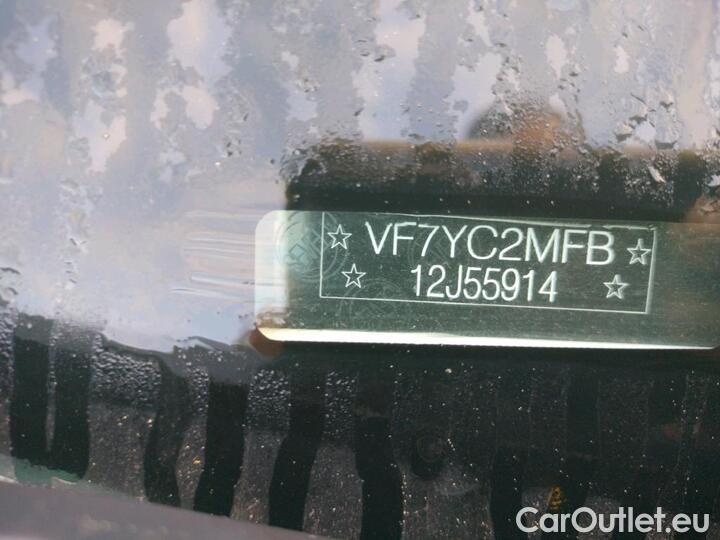 ☆ VF7YC2MFB ☆
☆ 12J55914 ☆
CarOutlet.eu